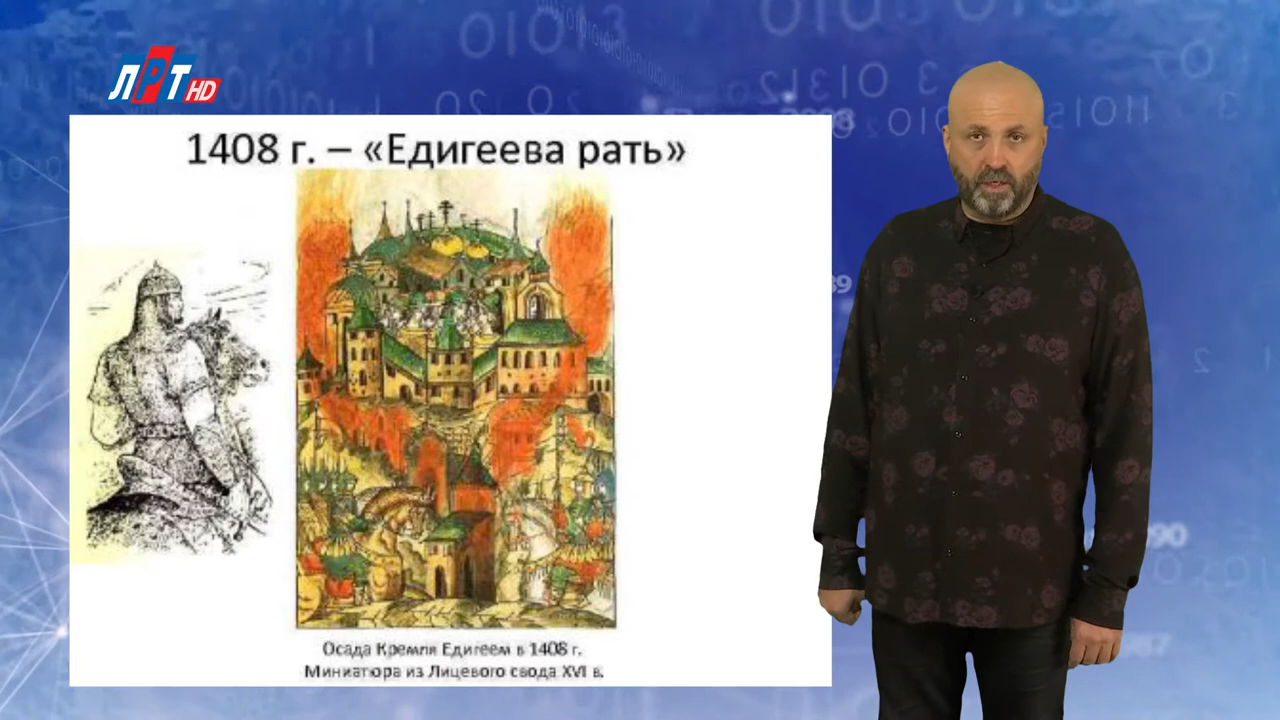 ЛРТ HD
1408 г. – «Едигеева рать»
Осада Кремля Едигеем в 1408 г.
Миниатюра из Лицевого свода XVI в.